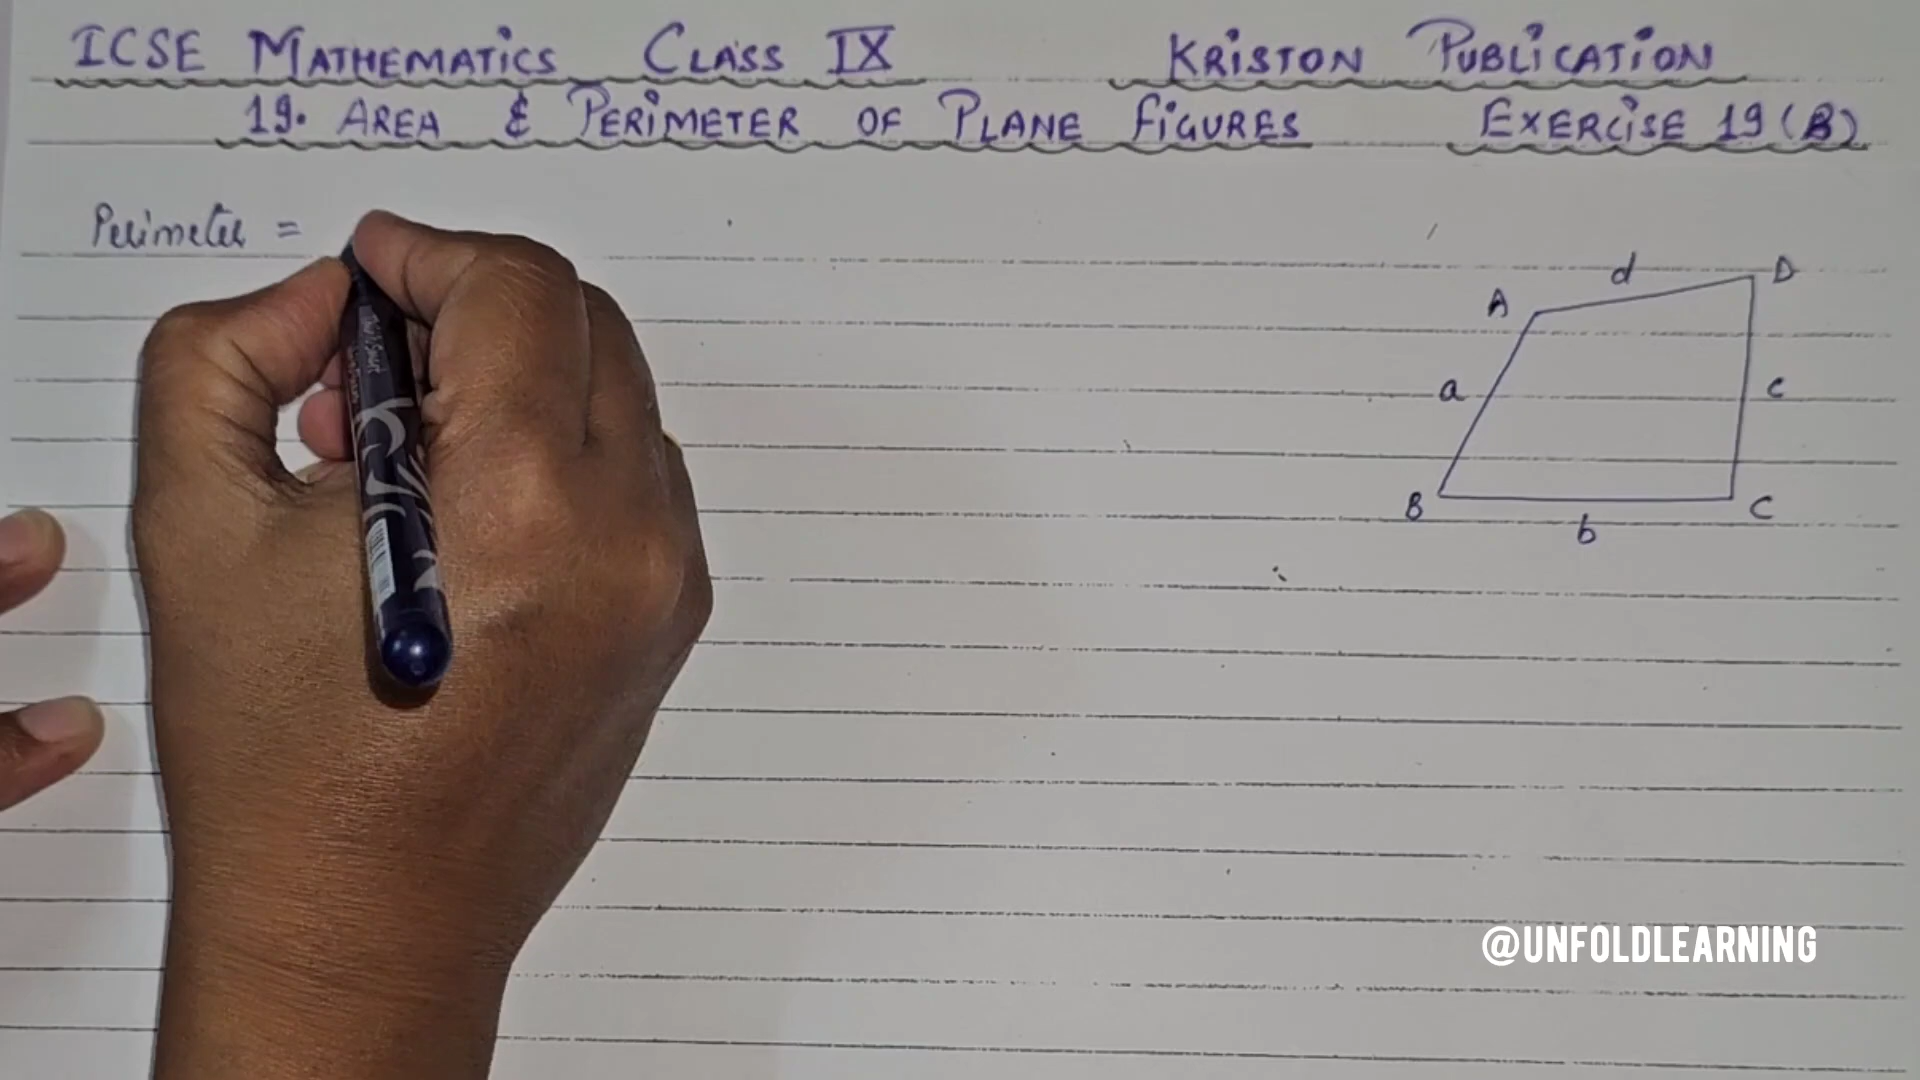 ICSE MATHEMATICS CLASS IX KRISTON PUBLICATION
19. AREA & PERIMETER OF PLANE FIGURES EXERCISE 19 (B)
Perimeter =
d
D
A
a
c
B
C
b
@UNFOLDLEARNING